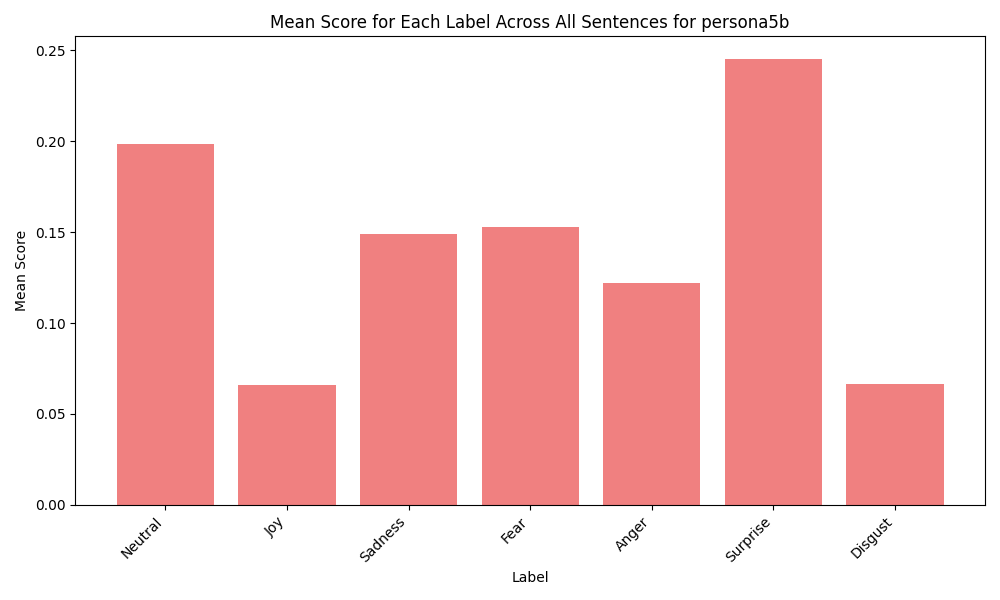 Mean Score for Each Label Across All Sentences for persona5b
0.25
0.20
0.15
0.10
0.05
0.00
Mean Score
Neutral
Joy
Sadness
Fear
Anger
Surprise
Disgust
Label